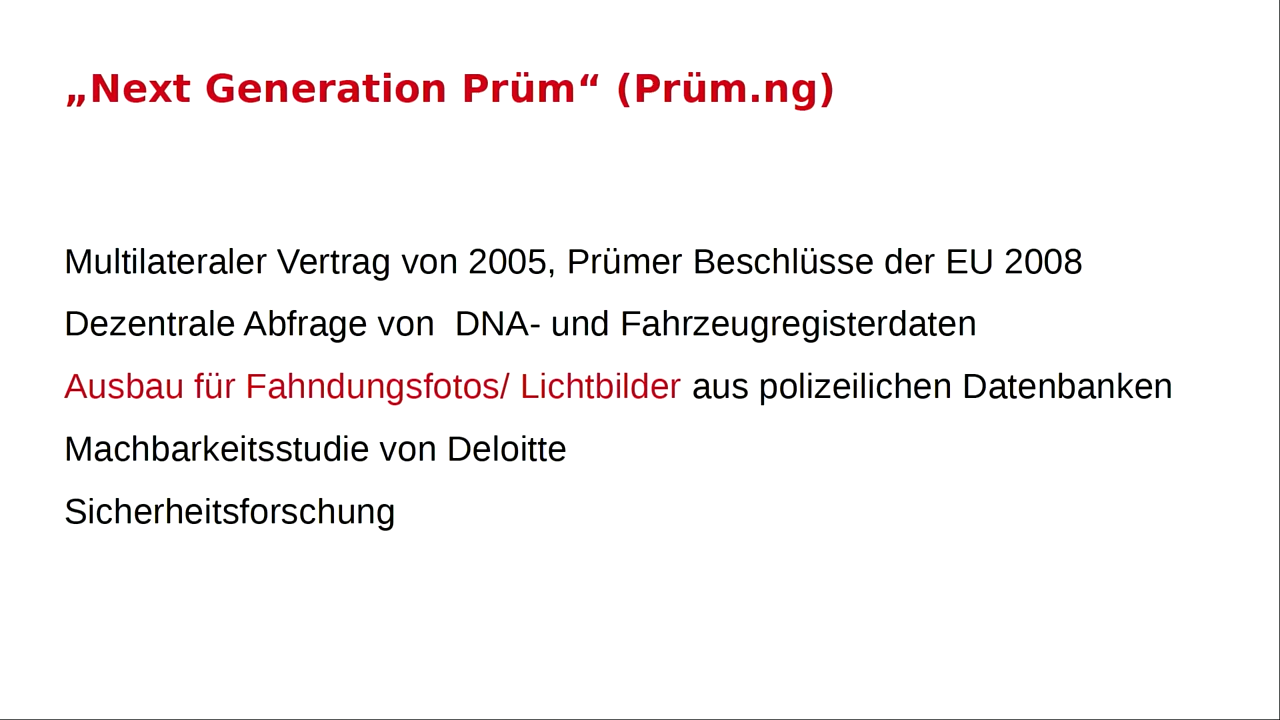 „Next Generation Prüm“ (Prüm.ng)
Multilateraler Vertrag von 2005, Prümer Beschlüsse der EU 2008
Dezentrale Abfrage von  DNA- und Fahrzeugregisterdaten
Ausbau für Fahndungsfotos/ Lichtbilder aus polizeilichen Datenbanken
Machbarkeitsstudie von Deloitte
Sicherheitsforschung